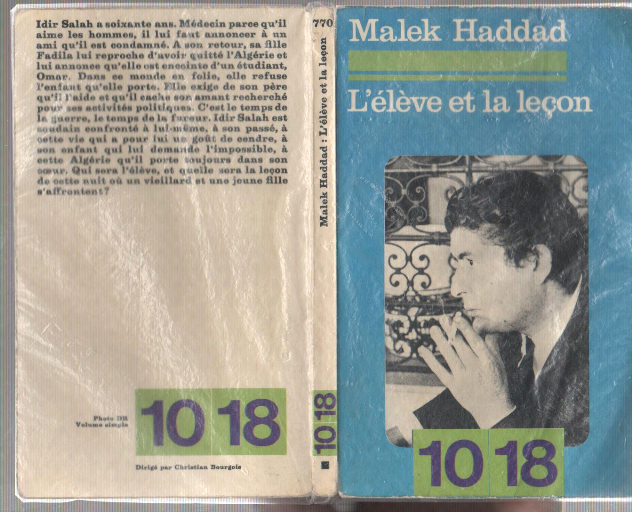 Idir Salah a soixante ans. Médecin parce qu'il
aime les hommes, il lui faut annoncer à un
ami qu'il est condamné. A son retour, sa fille
Fadila lui reproche d'avoir quitté l'Algérie et
lui annonce qu'elle est enceinte d'un étudiant,
Omar. Dans ce monde en folie, elle refuse
l'enfant qu'elle porte. Elle exige de son père
qu'il l'aide et qu'il cache son amant recherché
pour ses activités politiques. C'est le temps de
la guerre, le temps de la fureur. Idir Salah est
soudain confronté à lui-même, à son passé, à
cette vie qui a pour lui un goût de cendre, à
son enfant qui lui demande l'impossible, à
cette Algérie qu'il porte toujours dans son
cœur. Qui sera l'élève, et quelle sera la leçon
de cette nuit où un vieillard et une jeune fille
s'affrontent?
Photo DR
Volume simple
10 18
Dirigé par Christian Bourgois
770
Malek Haddad : L'élève et la leçon
10 18
Malek Haddad
L'élève et la leçon
10 18